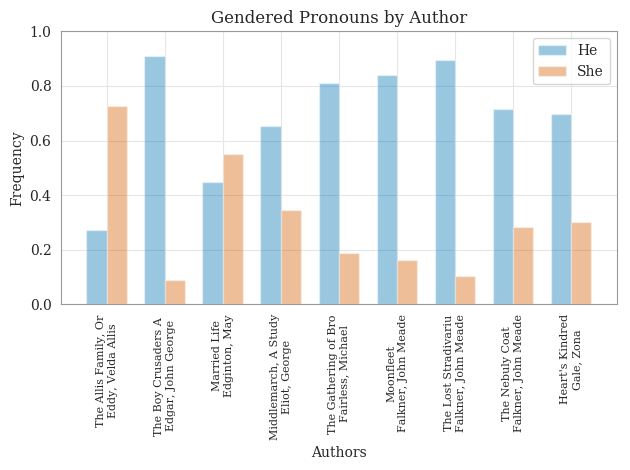 Gendered Pronouns by Author
He
She
Frequency
1.0
0.8
0.6
0.4
0.2
0.0
The Allis Family, Or
Eddy, Velda Allis
The Boy Crusaders A
Edgar, John George
Married Life
Edginton, May
Middlemarch, A Study
Eliot, George
The Gathering of Bro
Fairless, Michael
Moonfleet
Falkner, John Meade
The Lost Stradivariu
Falkner, John Meade
The Nebuly Coat
Falkner, John Meade
Heart's Kindred
Gale, Zona
Authors